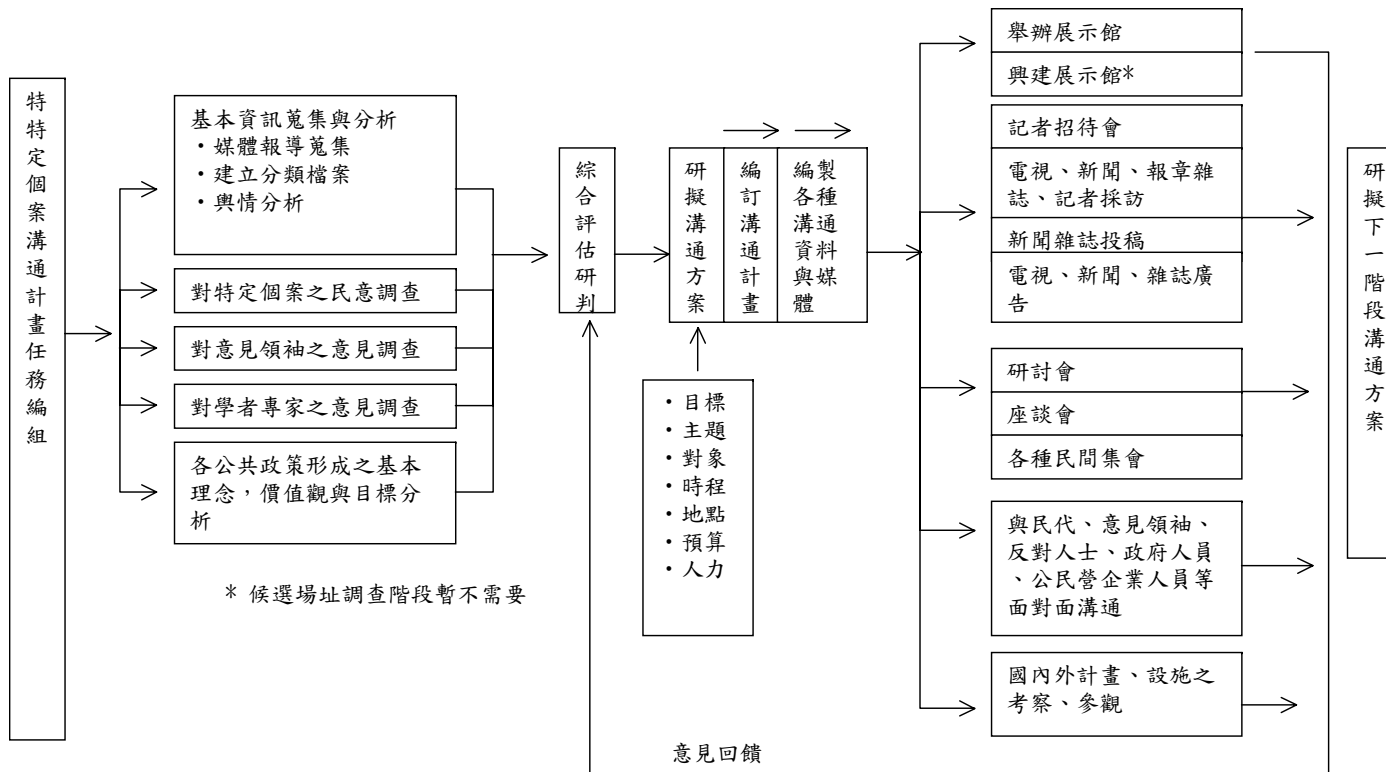 特特定個案溝通計畫任務編組
基本資訊蒐集與分析
・媒體報導蒐集
・建立分類檔案
・輿情分析
對特定個案之民意調查
對意見領袖之意見調查
對學者專家之意見調查
各公共政策形成之基本
理念，價值觀與目標分
析
* 候選場址調查階段暫不需要
綜合評估研判
研擬溝通方案
編訂溝通計畫
編製各種溝通資料與媒體
・目標
・主題
・對象
・時程
・地點
・預算
・人力
舉辦展示館
興建展示館*
記者招待會
電視、新聞、報章雜
誌、記者採訪
新聞雜誌投稿
電視、新聞、雜誌廣
告
研討會
座談會
各種民間集會
與民代、意見領袖、
反對人士、政府人員
、公民營企業人員等
面對面溝通
國內外計畫、設施之
考察、參觀
研擬下一階段溝通方案
意見回饋